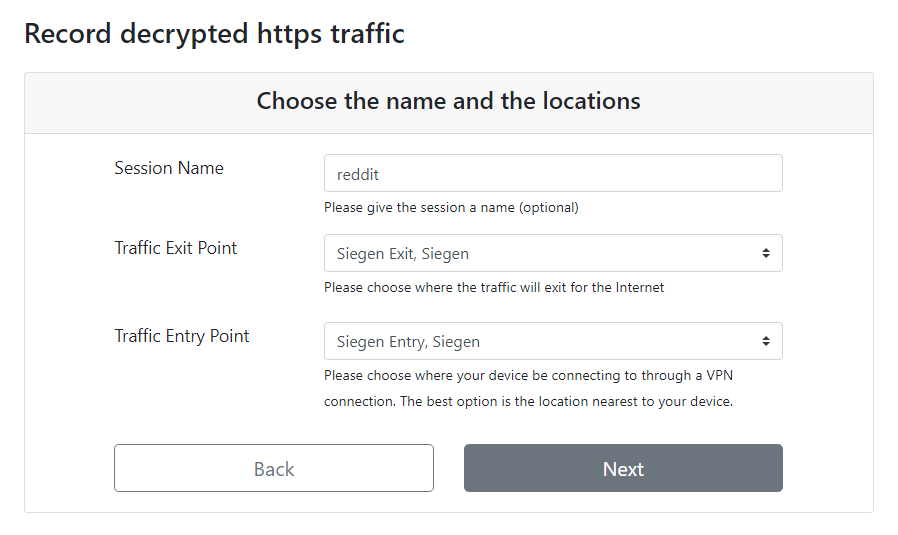 Record decrypted https traffic
Choose the name and the locations
Session Name
reddit
Please give the session a name (optional)
Traffic Exit Point
Siegen Exit, Siegen
Please choose where the traffic will exit for the Internet
Traffic Entry Point
Siegen Entry, Siegen
Please choose where your device be connecting to through a VPN
connection. The best option is the location nearest to your device.
Back
Next